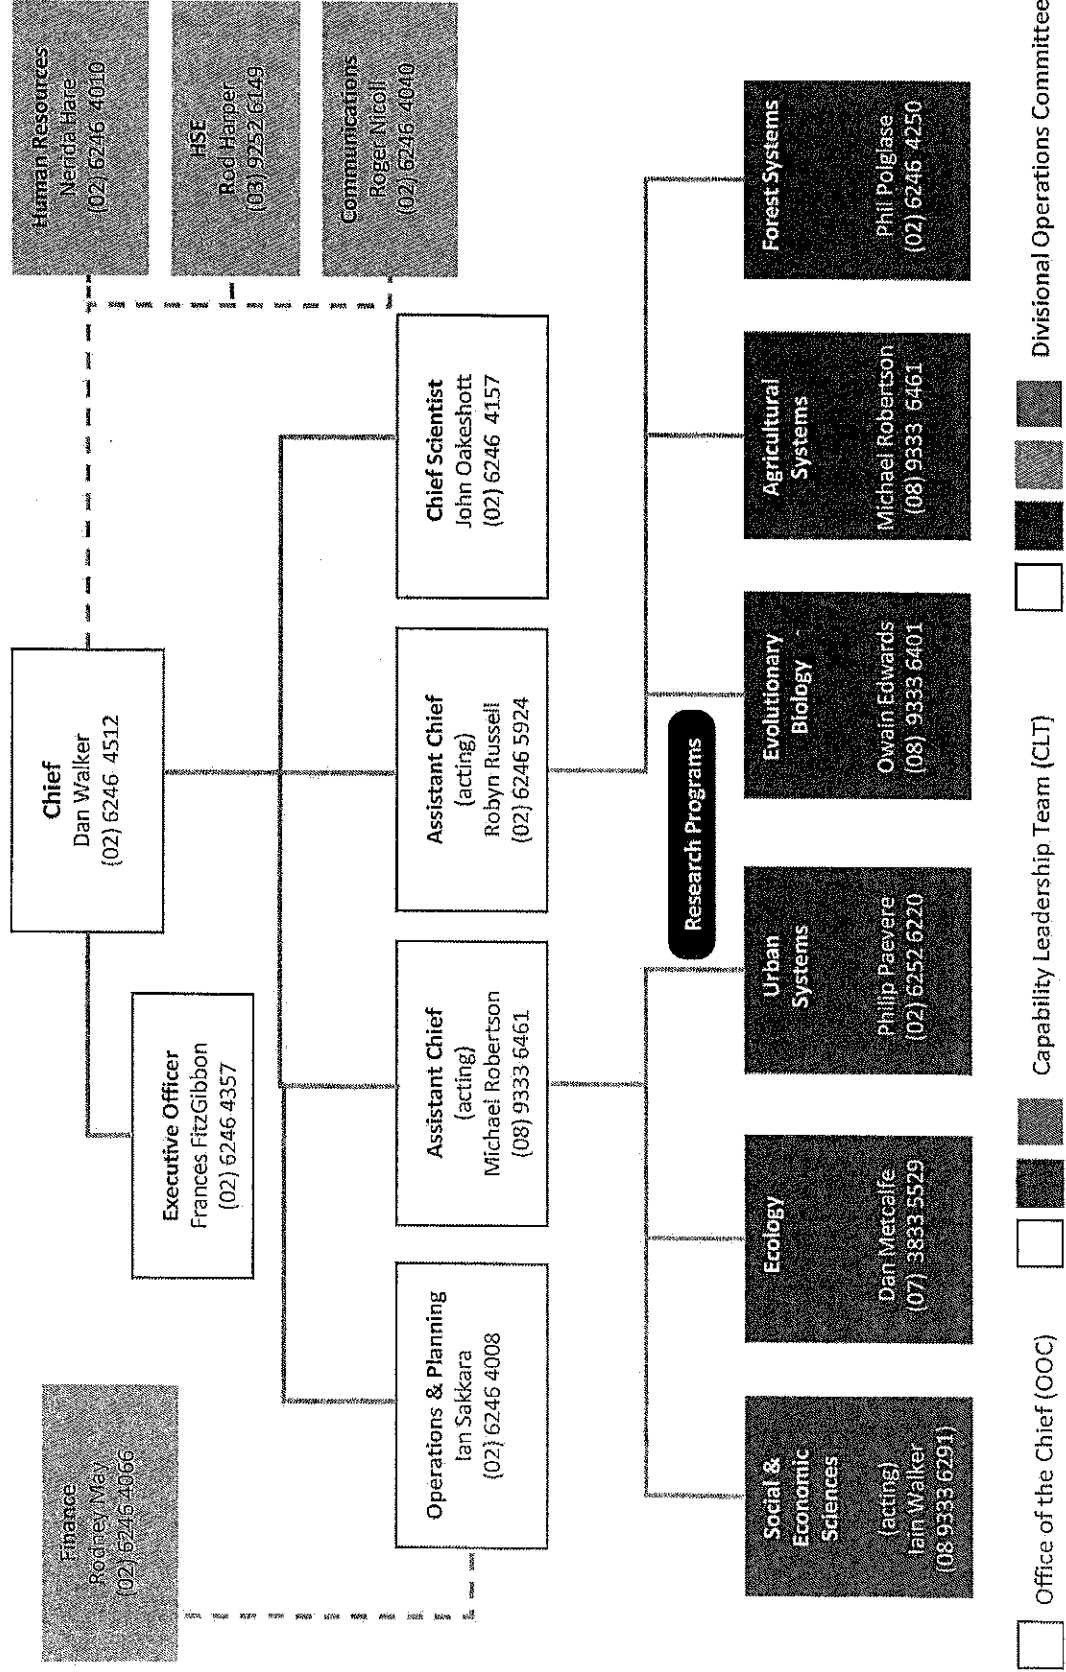 Finance
Rodney May
(02) 6246 4066
Chief
Dan Walker
(02) 6246 4512
Human Resources
Nerida Hare
(02) 6246 4010
HSE
Rod Harper
(03) 9252 6149
Communications
Roger Nicoll
(02) 6246 4040
Executive Officer
Frances FitzGibbon
(02) 6246 4357
Operations & Planning
Ian Sakkara
(02) 6246 4008
Assistant Chief
(acting)
Michael Robertson
(08) 9333 6461
Assistant Chief
(acting)
Robyn Russell
(02) 6246 5924
Chief Scientist
John Oakeshott
(02) 6246 4157
Research Programs
Social &
Economic
Sciences
(acting)
Iain Walker
(08 9333 6291)
Ecology
Dan Metcalfe
(07) 3833 5529
Urban
Systems
Philip Paevere
(02) 6252 6220
Evolutionary
Biology
Owain Edwards
(08) 9333 6401
Agricultural
Systems
Michael Robertson
(08) 9333 6461
Forest Systems
Phil Polglase
(02) 6246 4250
Office of the Chief (OOC)
Capability Leadership Team (CLT)
Divisional Operations Committee